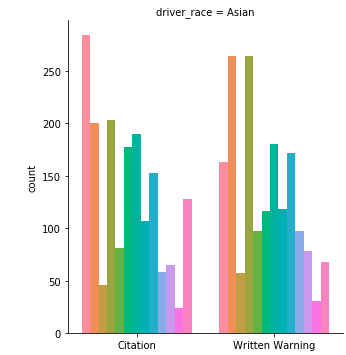 driver_race = Asian
count
250
200
150
100
50
0
Citation
Written Warning